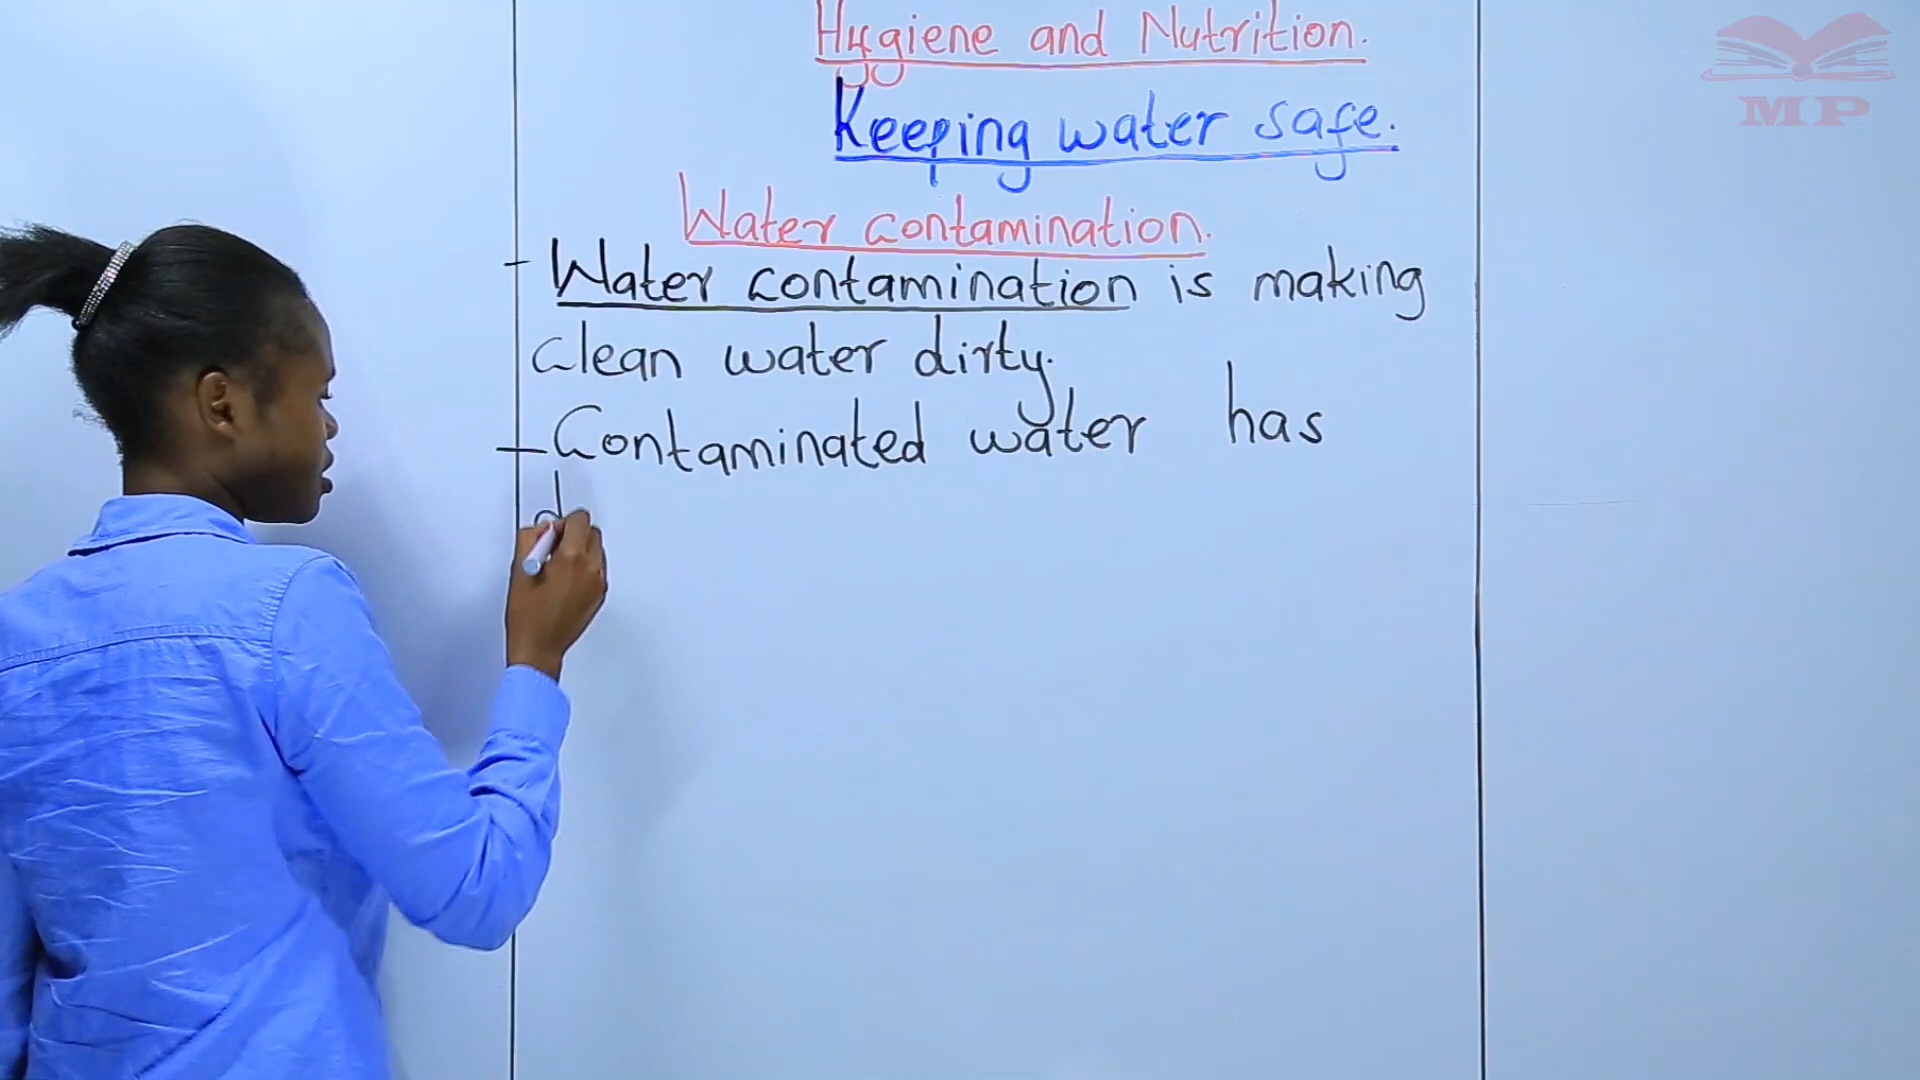 Hygiene and Nutrition.
MP
Keeping water safe.
Water contamination.
- Water contamination is making
clean water dirty.
- Contaminated water has
d